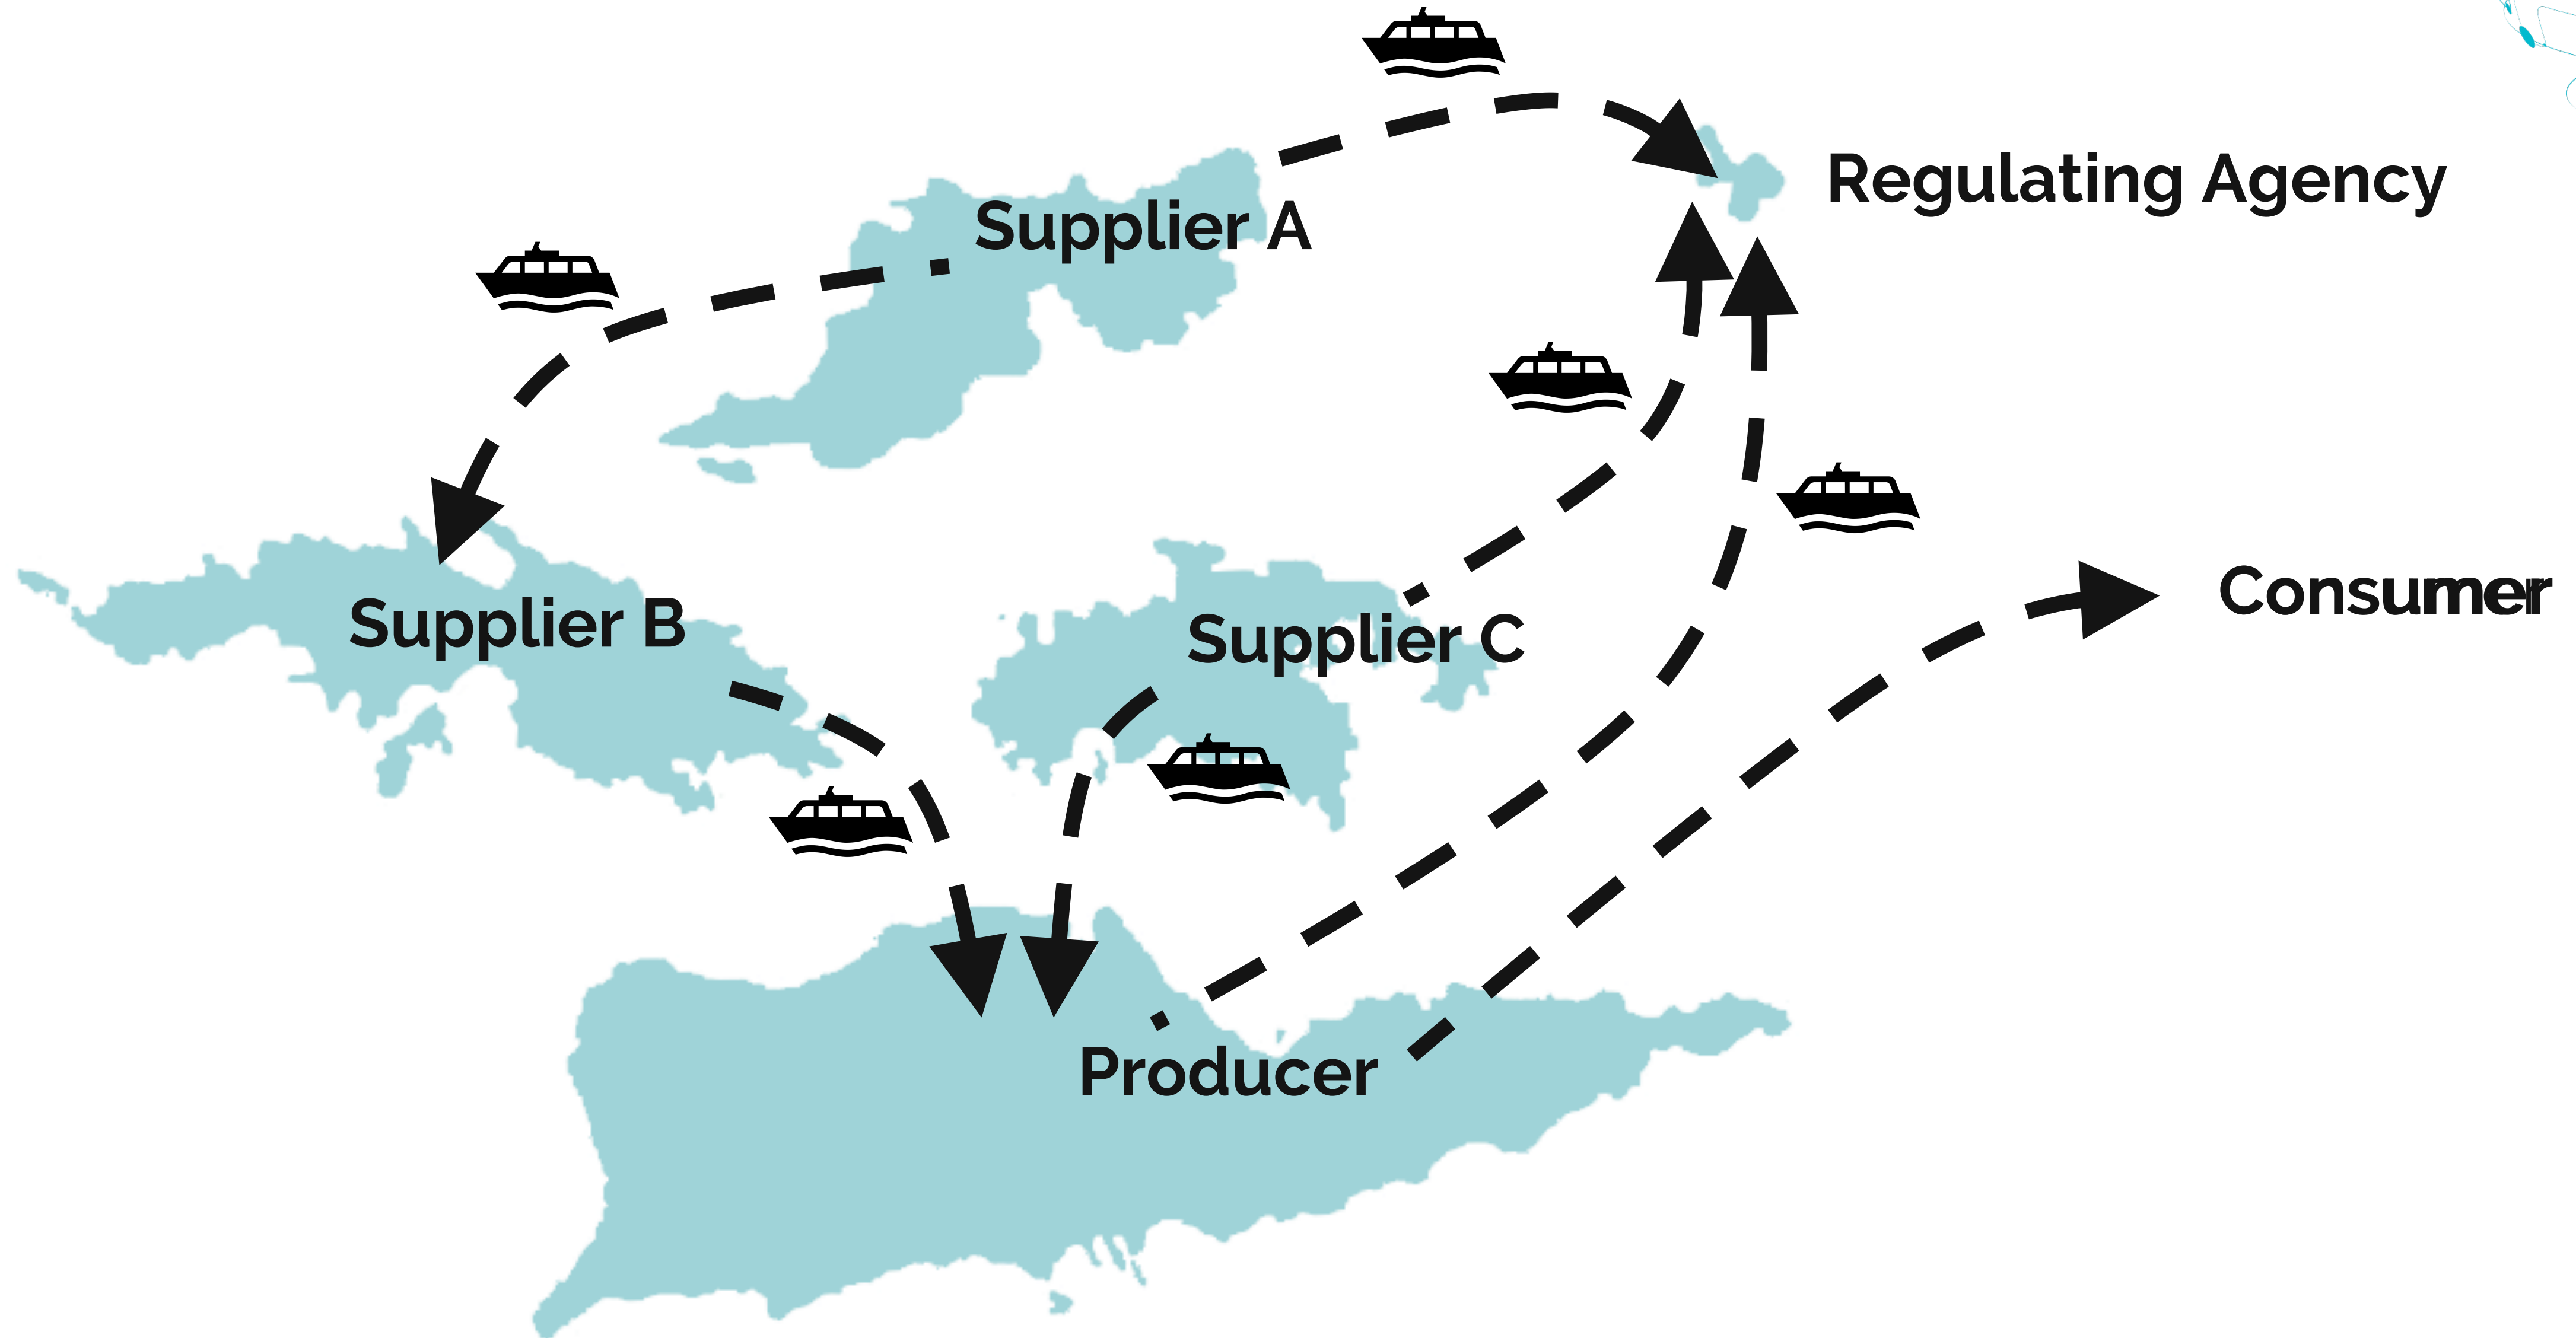 Supplier A
Regulating Agency
Supplier B
Supplier C
Consumer
Producer